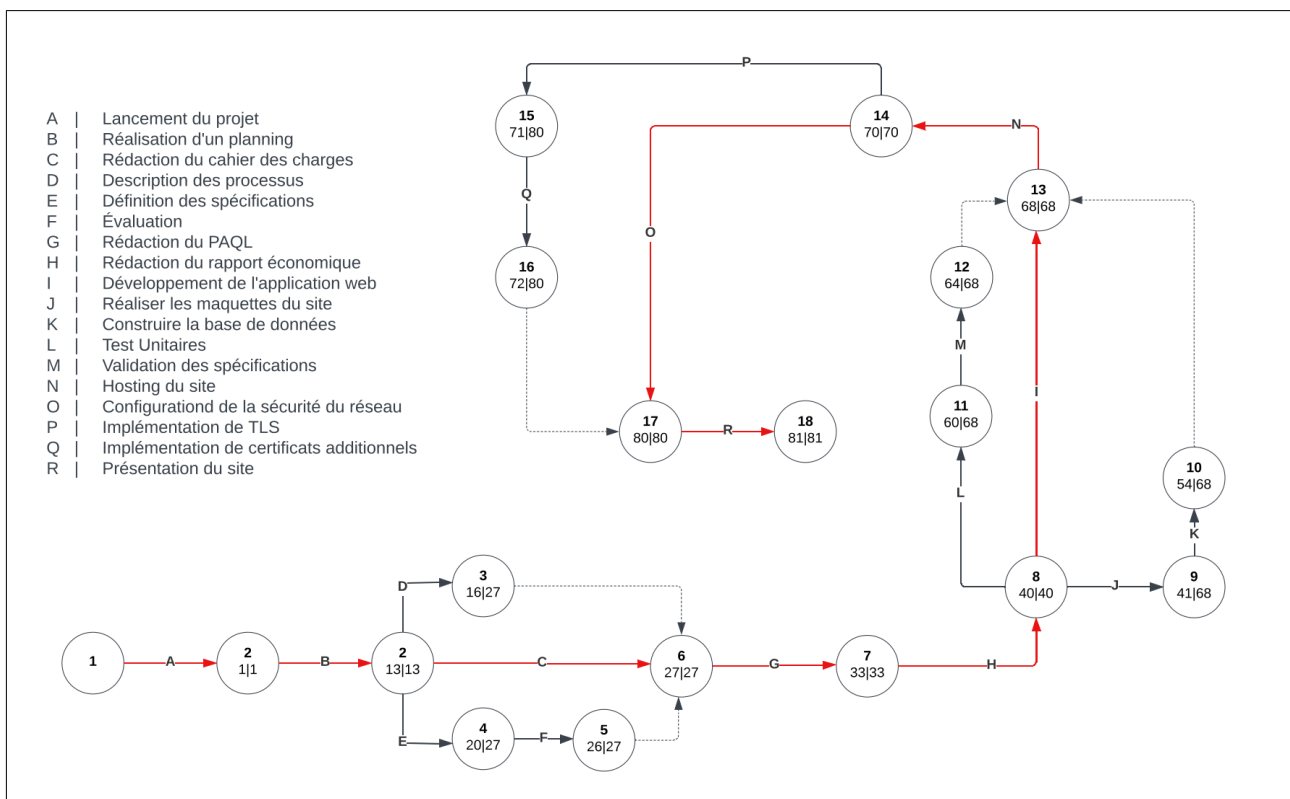 A | Lancement du projet
B | Réalisation d'un planning
C | Rédaction du cahier des charges
D | Description des processus
E | Définition des spécifications
F | Évaluation
G | Rédaction du PAQL
H | Rédaction du rapport économique
I | Développement de l'application web
J | Réaliser les maquettes du site
K | Construire la base de données
L | Test Unitaires
M | Validation des spécifications
N | Hosting du site
O | Configurationd de la sécurité du réseau
P | Implémentation de TLS
Q | Implémentation de certificats additionnels
R | Présentation du site
P
15
71|80
14
70|70
N
13
68|68
Q
O
16
72|80
12
64|68
M
I
11
60|68
17
80|80
R
18
81|81
10
54|68
L
K
8
40|40
J
9
41|68
D
3
16|27
1
A
2
1|1
B
2
13|13
C
6
27|27
G
7
33|33
H
E
4
20|27
F
5
26|27